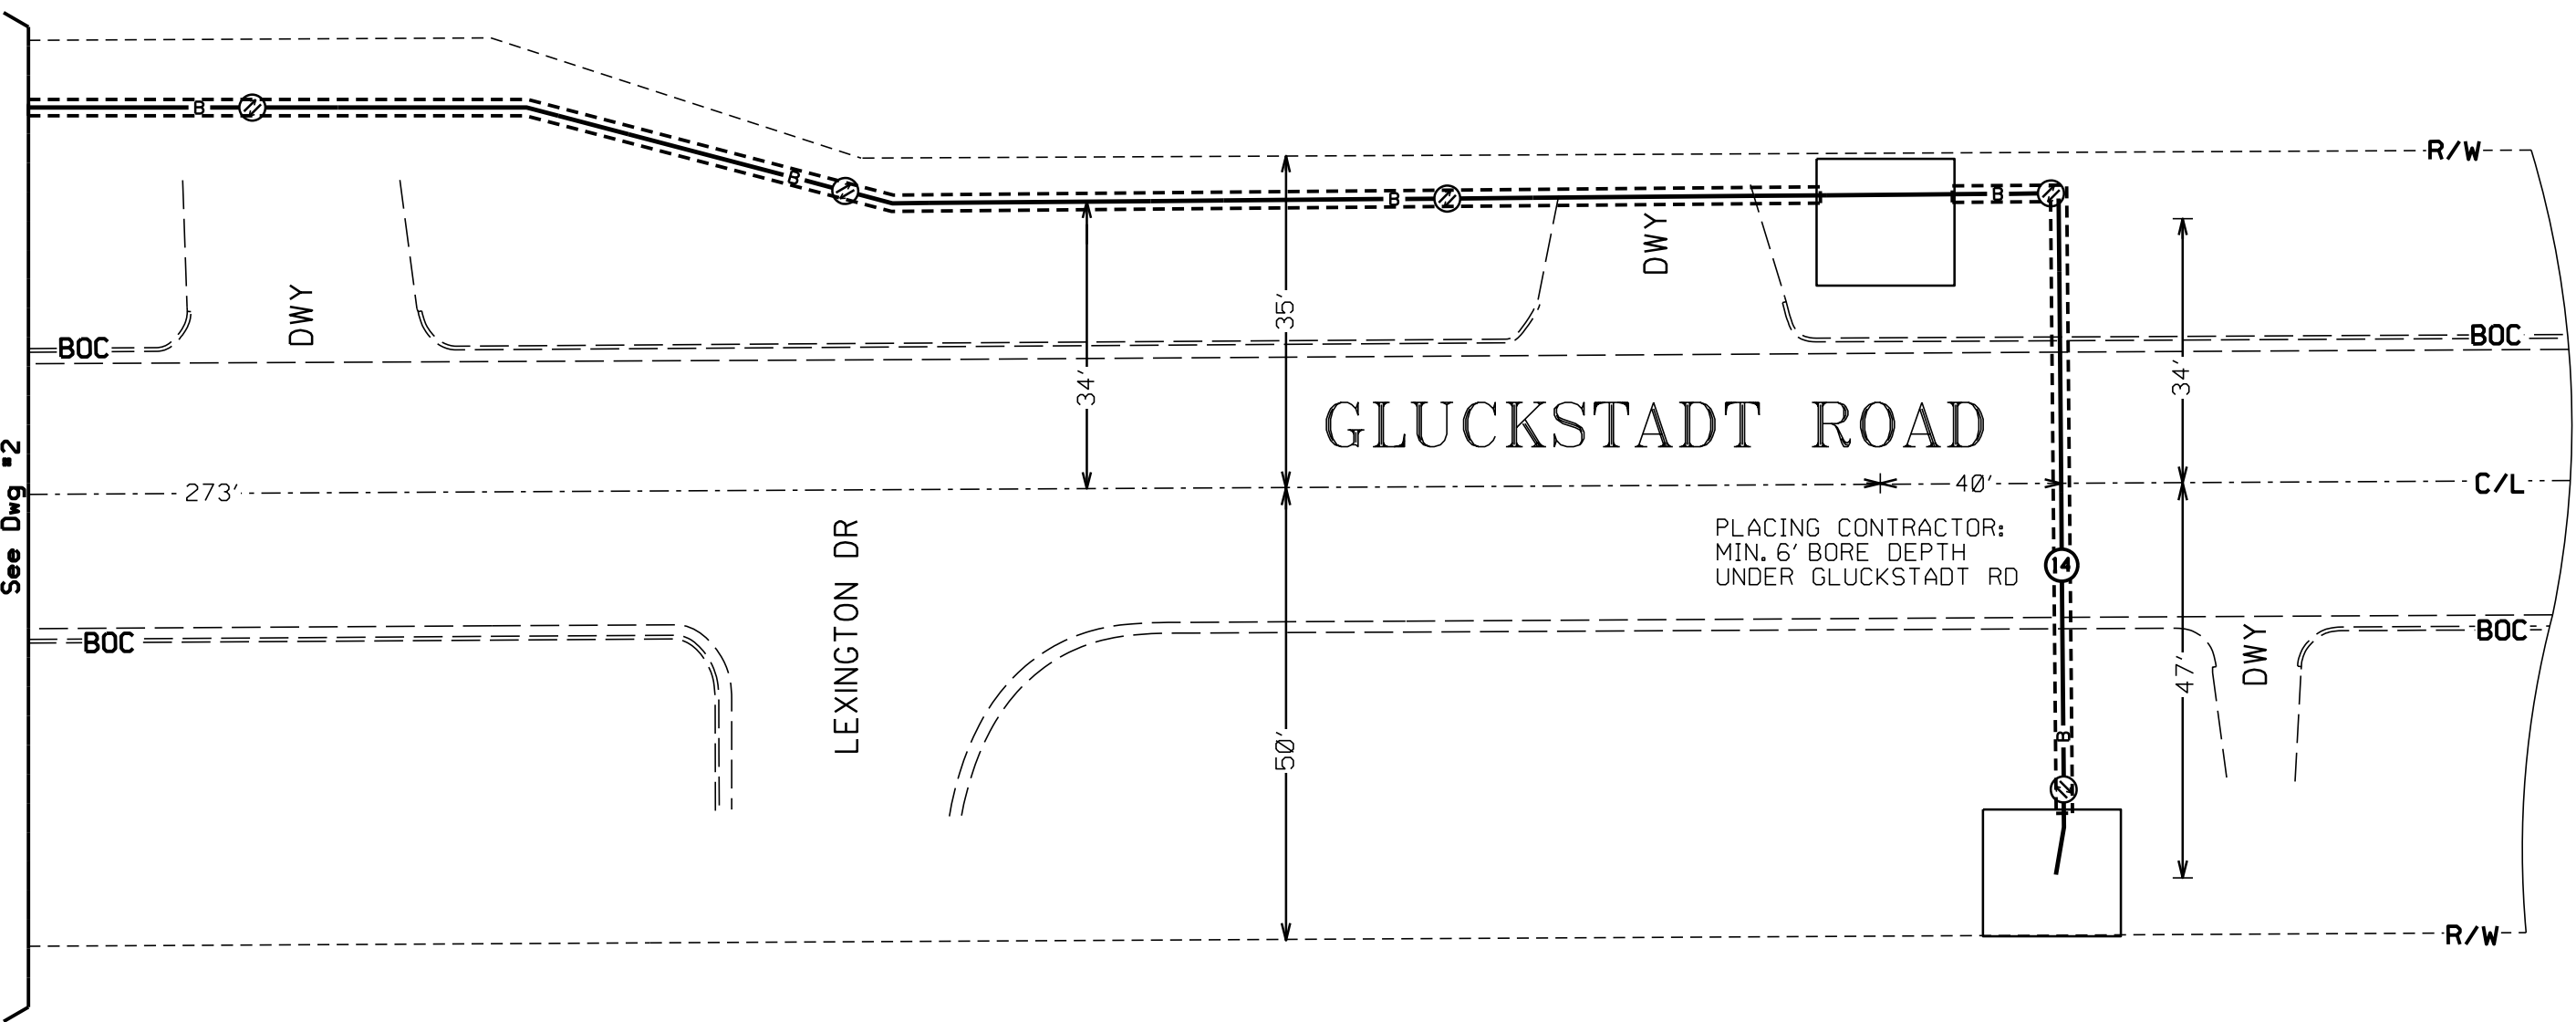 R/W
B
B
B
B
DWY
DWY
35'
BOC
BOC
34'
34'
GLUCKSTADT ROAD
See Dwg #2
273'
40'
C/L
PLACING CONTRACTOR:
MIN. 6' BORE DEPTH
UNDER GLUCKSTADT RD
14
LEXINGTON DR
BOC
BOC
DWY
47'
50'
B
R/W